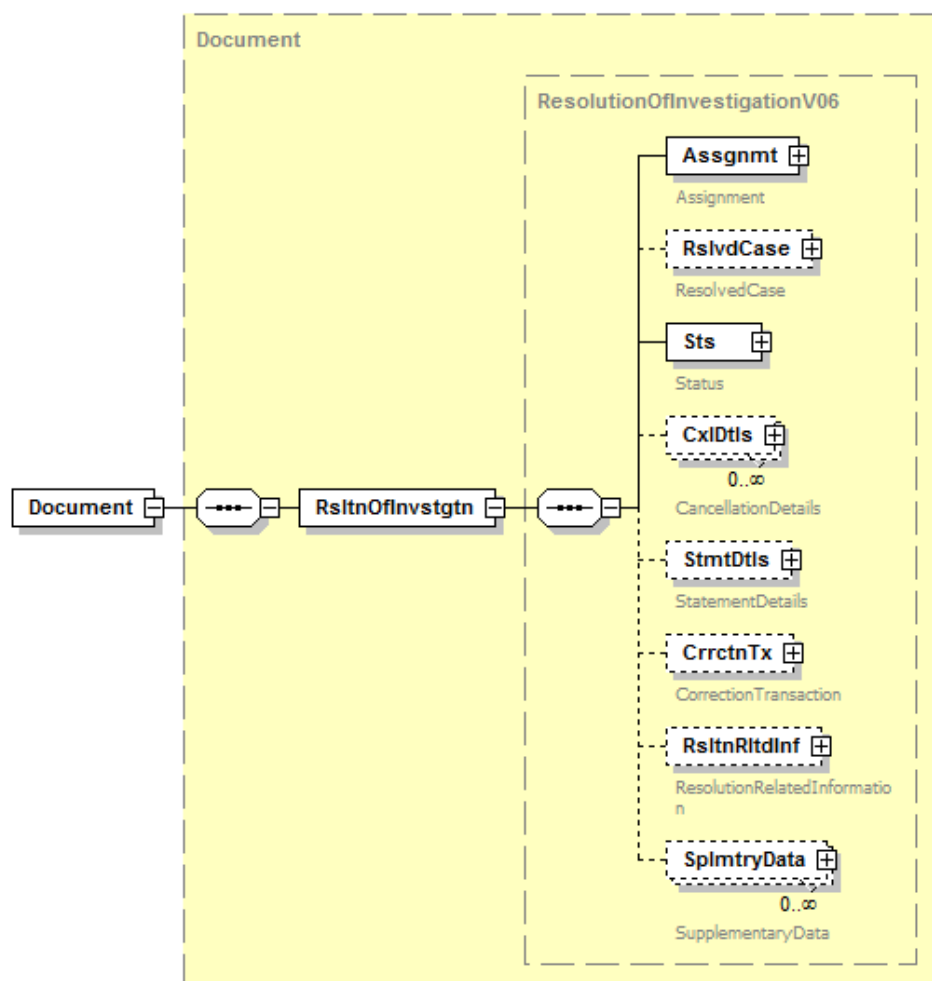 Document
ResolutionOfInvestigationV06
Assgnmt
Assignment
RslvdCase
ResolvedCase
Sts
Status
CxlDtls
0..∞
CancellationDetails
Document
RsltnOfInvstgtn
StmtDtls
StatementDetails
CrrctnTx
CorrectionTransaction
RsltnRltdInf
ResolutionRelatedInformatio
n
SplmtryData
0..∞
SupplementaryData